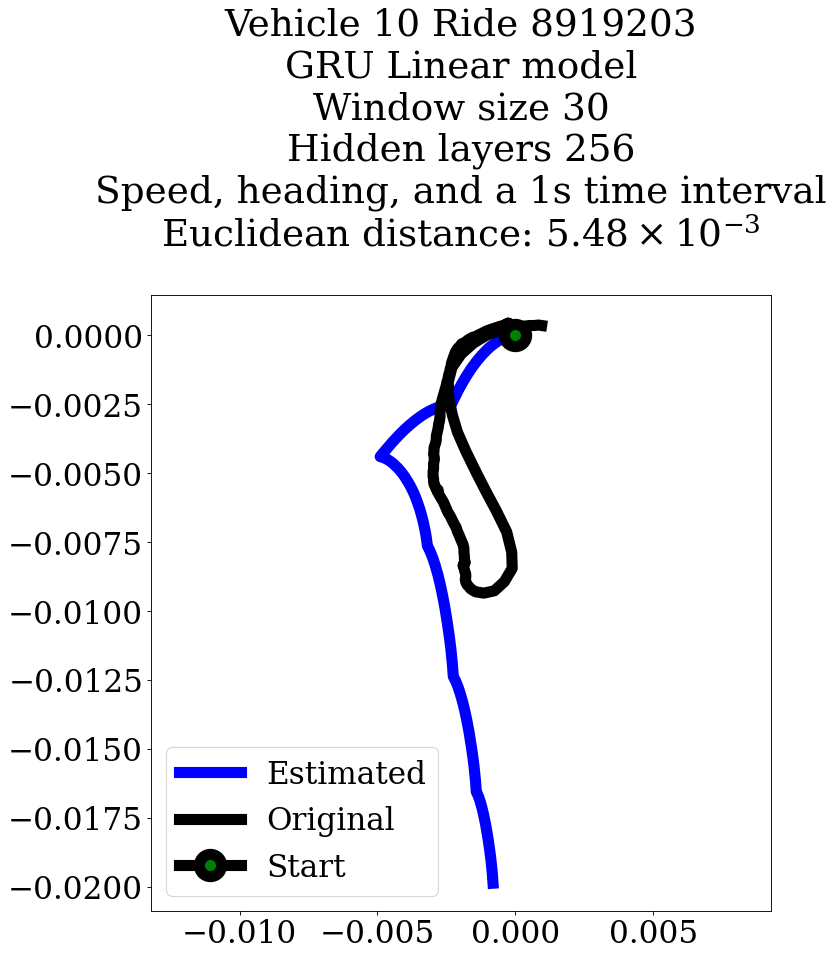 Vehicle 10 Ride 8919203
GRU Linear model
Window size 30
Hidden layers 256
Speed, heading, and a 1s time interval
Euclidean distance: 5.48 × 10⁻³
0.0000
−0.0025
−0.0050
−0.0075
−0.0100
−0.0125
−0.0150
−0.0175
−0.0200
Estimated
Original
Start
−0.010 −0.005 0.000 0.005